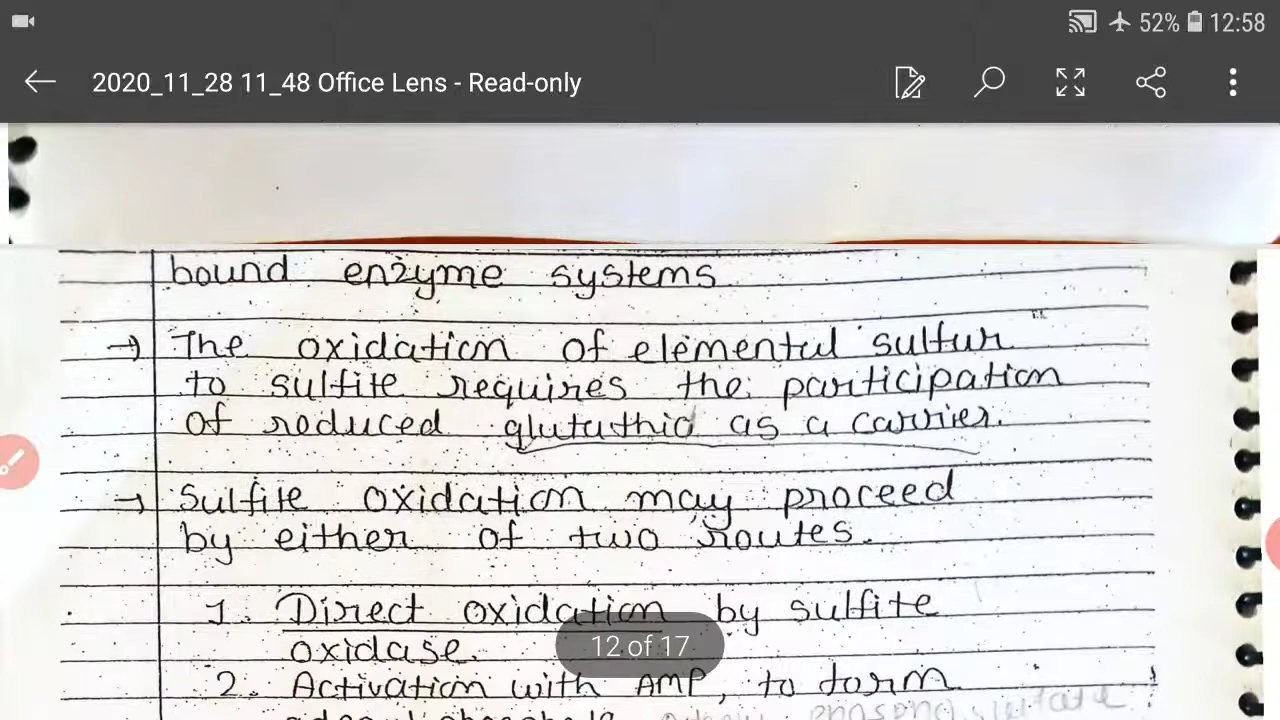 52% 12:58
2020_11_28 11_48 Office Lens - Read-only
bound enzyme systems
→ The oxidation of elemental sulfur
to sulfite requires the participation
of reduced glutathio as a carrier.
→ Sulfite oxidation may proceed
by either of two routes.
1. Direct oxidation by sulfite
oxidase.
12 of 17
2. Activation with AMP, to form